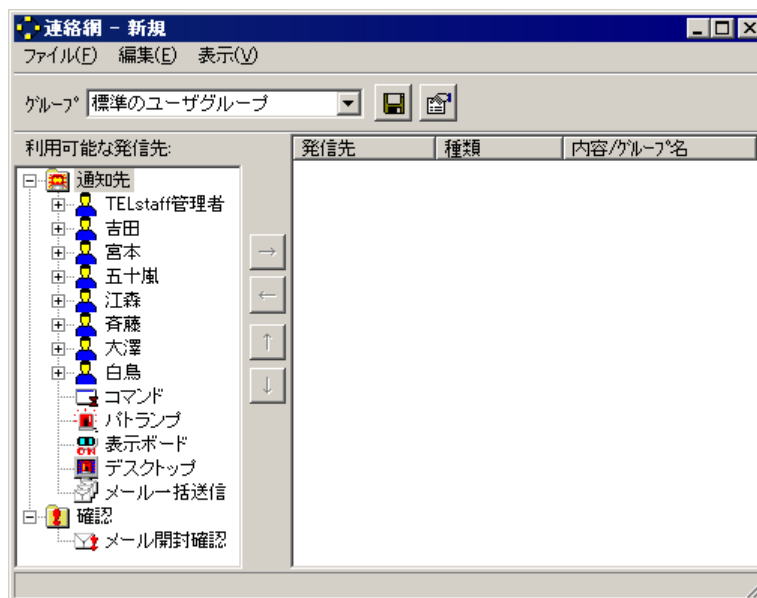 連絡網 - 新規
ファイル(F) 編集(E) 表示(V)
ｸﾞﾙｰﾌﾟ 標準のユーザグループ
利用可能な発信先:
発信先 種類 内容/ｸﾞﾙｰﾌﾟ名
通知先
TELstaff管理者
吉田
宮本
五十嵐
江森
斉藤
大澤
白鳥
コマンド
パトランプ
表示ボード
デスクトップ
メール一括送信
確認
メール開封確認